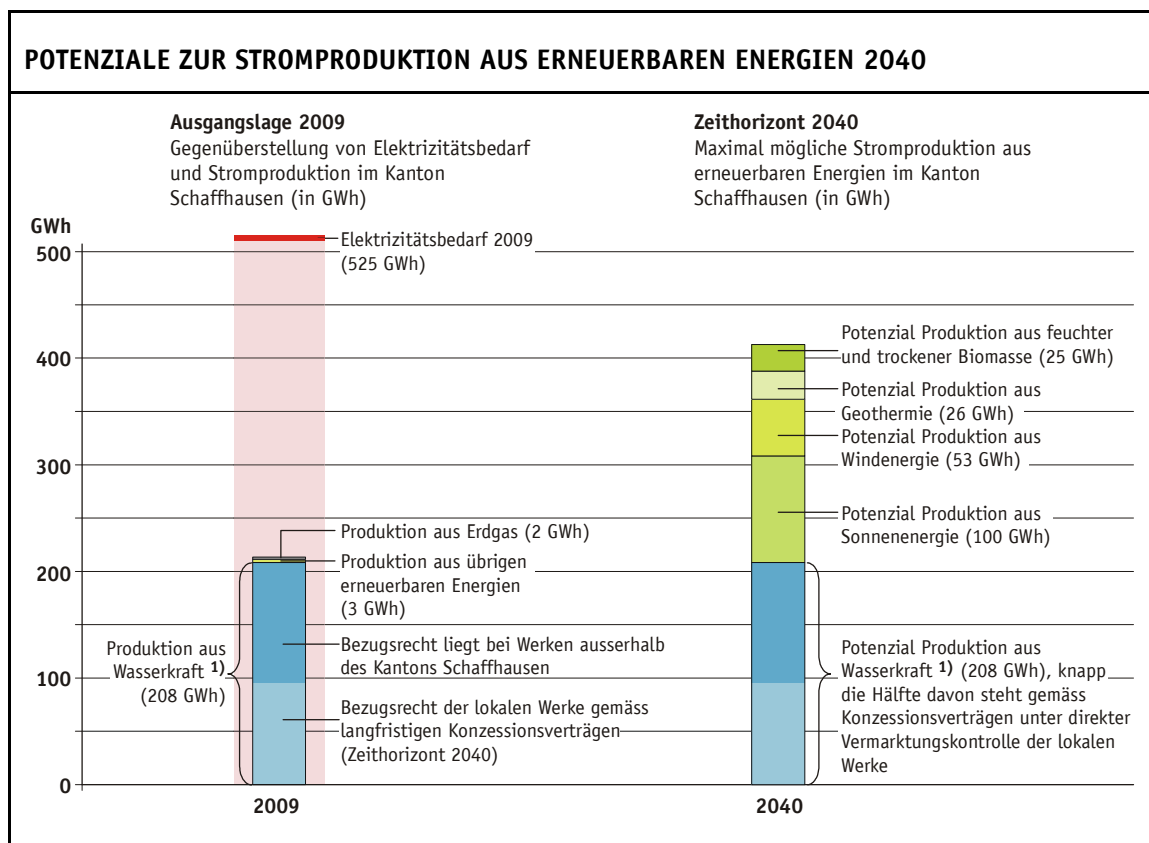 POTENZIALE ZUR STROMPRODUKTION AUS ERNEUERBAREN ENERGIEN 2040
Ausgangslage 2009
Gegenüberstellung von Elektrizitätsbedarf
und Stromproduktion im Kanton
Schaffhausen (in GWh)
Zeithorizont 2040
Maximal mögliche Stromproduktion aus
erneuerbaren Energien im Kanton
Schaffhausen (in GWh)
GWh
500
400
300
200
100
0
Elektrizitätsbedarf 2009
(525 GWh)
Produktion aus Erdgas (2 GWh)
Produktion aus übrigen
erneuerbaren Energien
(3 GWh)
Produktion aus
Wasserkraft 1)
(208 GWh)
Bezugsrecht liegt bei Werken ausserhalb
des Kantons Schaffhausen
Bezugsrecht der lokalen Werke gemäss
langfristigen Konzessionsverträgen
(Zeithorizont 2040)
2009
Potenzial Produktion aus feuchter
und trockener Biomasse (25 GWh)
Potenzial Produktion aus
Geothermie (26 GWh)
Potenzial Produktion aus
Windenergie (53 GWh)
Potenzial Produktion aus
Sonnenenergie (100 GWh)
Potenzial Produktion aus
Wasserkraft 1) (208 GWh), knapp
die Hälfte davon steht gemäss
Konzessionsverträgen unter direkter
Vermarktungskontrolle der lokalen
Werke
2040